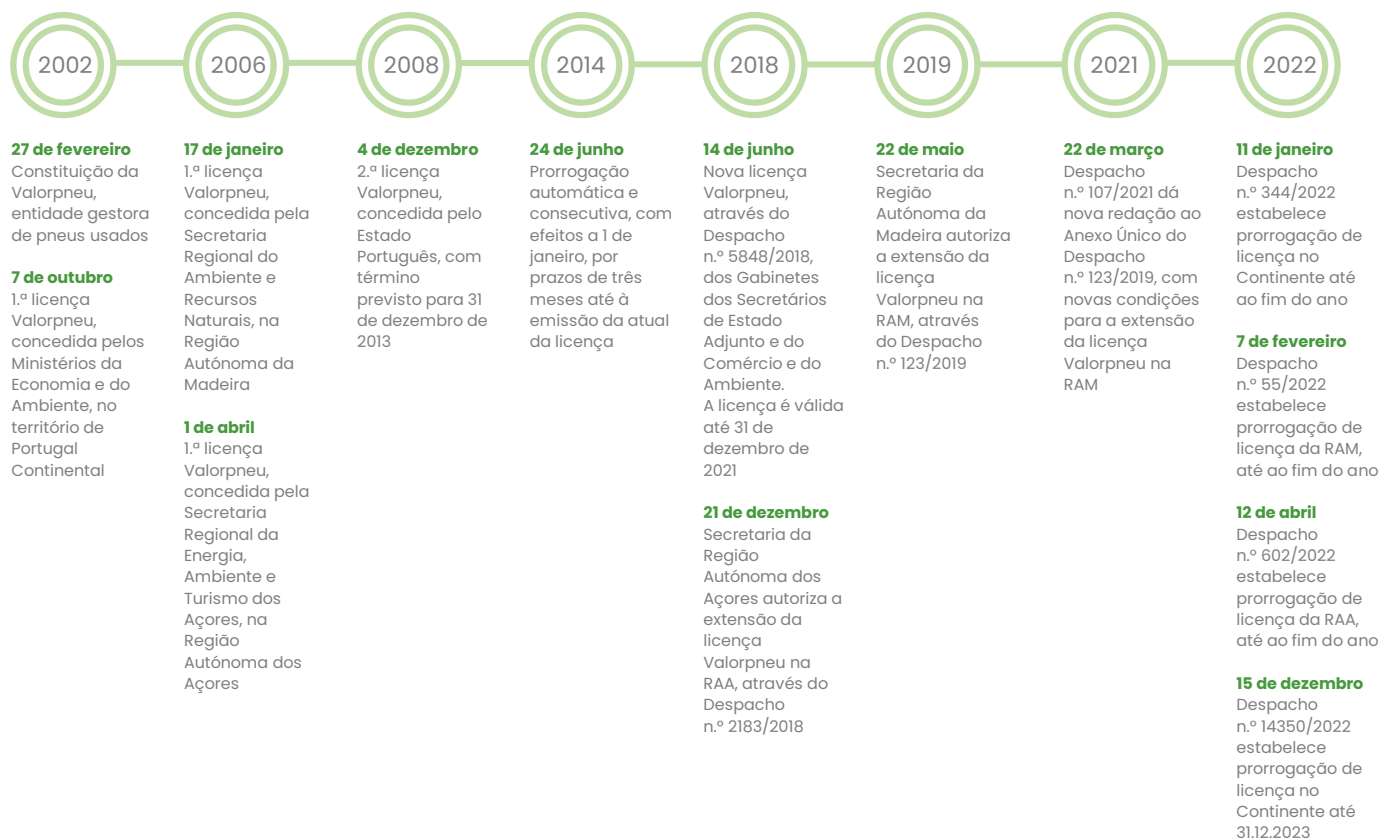 2002
2006
2008
2014
2018
2019
2021
2022
27 de fevereiro
Constituição da
Valorpneu,
entidade gestora
de pneus usados
7 de outubro
1.ª licença
Valorpneu,
concedida pelos
Ministérios da
Economia e do
Ambiente, no
território de
Portugal
Continental
17 de janeiro
1.ª licença
Valorpneu,
concedida pela
Secretaria
Regional do
Ambiente e
Recursos
Naturais, na
Região
Autónoma da
Madeira
1 de abril
1.ª licença
Valorpneu,
concedida pela
Secretaria
Regional da
Energia,
Ambiente e
Turismo dos
Açores, na
Região
Autónoma dos
Açores
4 de dezembro
2.ª licença
Valorpneu,
concedida pelo
Estado
Português, com
término
previsto para 31
de dezembro de
2013
24 de junho
Prorrogação
automática e
consecutiva, com
efeitos a 1 de
janeiro, por
prazos de três
meses até à
emissão da atual
da licença
14 de junho
Nova licença
Valorpneu,
através do
Despacho
n.º 5848/2018,
dos Gabinetes
dos Secretários
de Estado
Adjunto e do
Comércio e do
Ambiente.
A licença é válida
até 31 de
dezembro de
2021
21 de dezembro
Secretaria da
Região
Autónoma dos
Açores autoriza a
extensão da
licença
Valorpneu na
RAA, através do
Despacho
n.º 2183/2018
22 de maio
Secretaria da
Região
Autónoma da
Madeira autoriza
a extensão da
licença
Valorpneu na
RAM, através
do Despacho
n.º 123/2019
22 de março
Despacho
n.º 107/2021 dá
nova redação ao
Anexo Único do
Despacho
n.º 123/2019, com
novas condições
para a extensão
da licença
Valorpneu na
RAM
11 de janeiro
Despacho
n.º 344/2022
estabelece
prorrogação de
licença no
Continente até
ao fim do ano
7 de fevereiro
Despacho
n.º 55/2022
estabelece
prorrogação de
licença da RAM,
até ao fim do ano
12 de abril
Despacho
n.º 602/2022
estabelece
prorrogação de
licença da RAA,
até ao fim do ano
15 de dezembro
Despacho
n.º 14350/2022
estabelece
prorrogação de
licença no
Continente até
31.12.2023